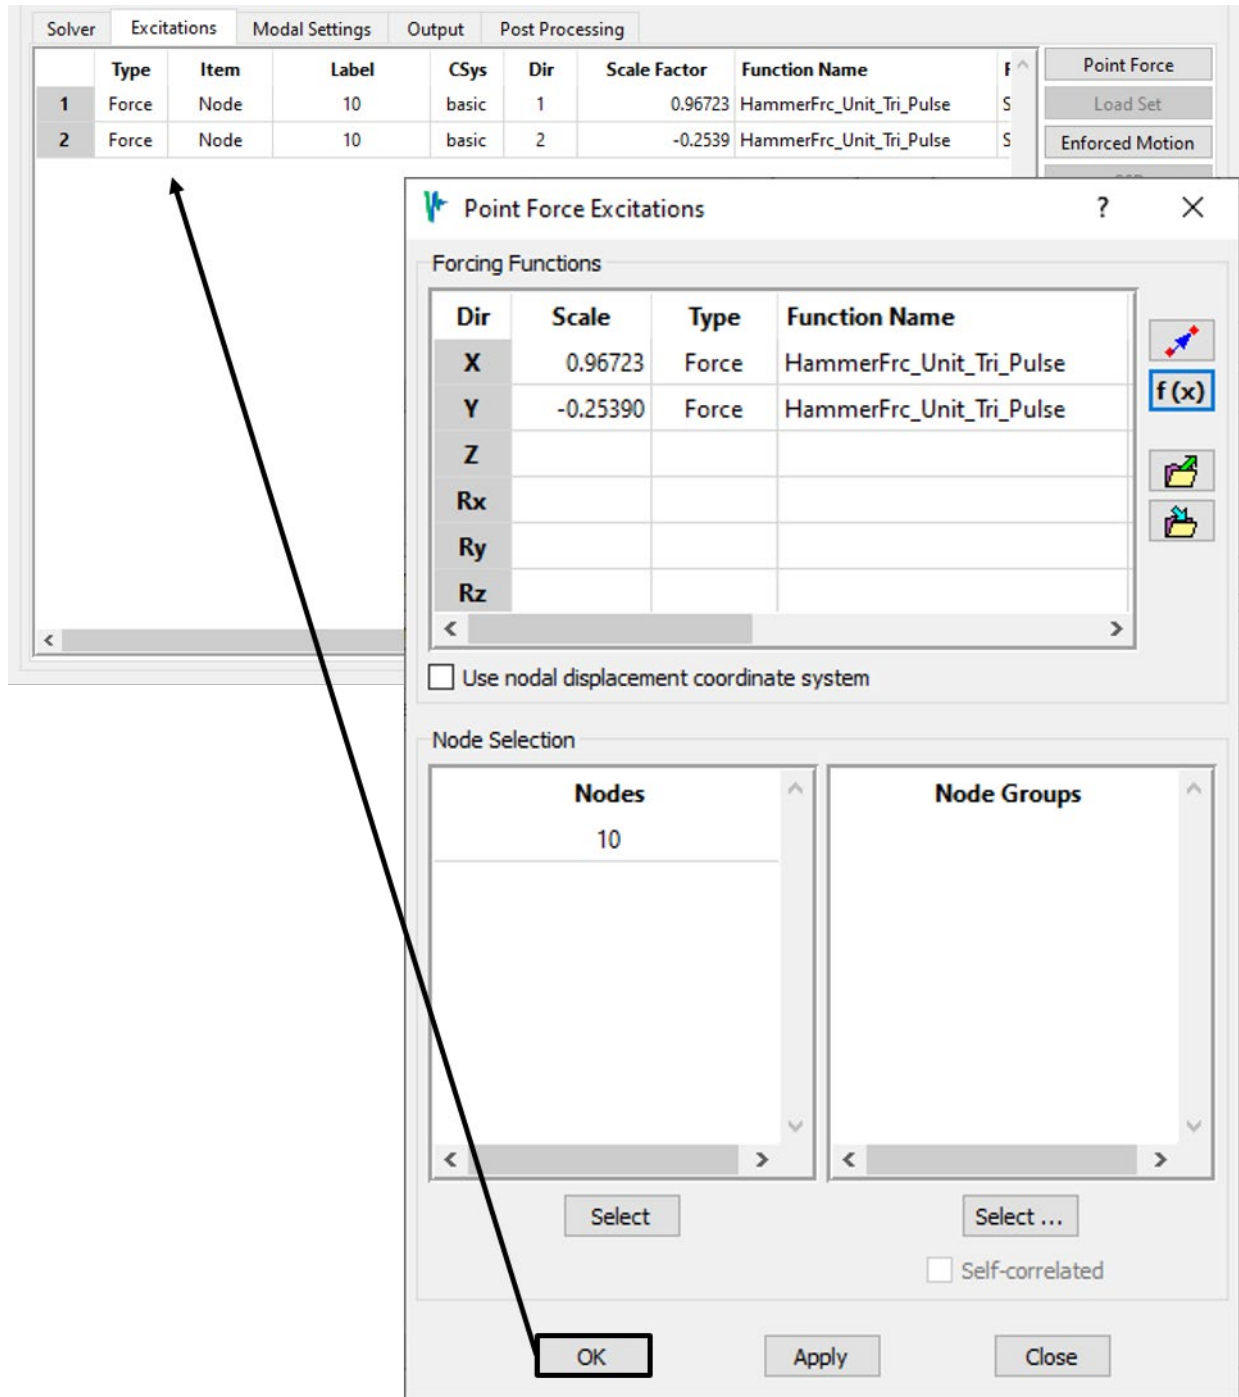 Solver Excitations Modal Settings Output Post Processing
Type Item Label CSys Dir Scale Factor Function Name
1 Force Node 10 basic 1 0.96723 HammerFrc_Unit_Tri_Pulse S
2 Force Node 10 basic 2 -0.2539 HammerFrc_Unit_Tri_Pulse S
Point Force
Load Set
Enforced Motion
Point Force Excitations ?
Forcing Functions
Dir Scale Type Function Name
X 0.96723 Force HammerFrc_Unit_Tri_Pulse
Y -0.25390 Force HammerFrc_Unit_Tri_Pulse
Z
Rx
Ry
Rz
f (x)
Use nodal displacement coordinate system
Node Selection
Nodes
10
Node Groups
Select
Select ...
Self-correlated
OK Apply Close